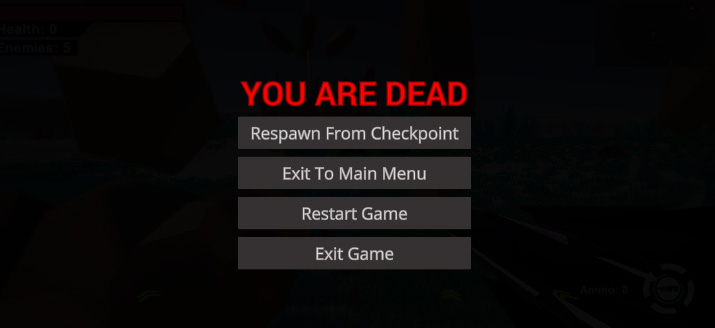 Health: 0
Enemies: 5
YOU ARE DEAD
Respawn From Checkpoint
Exit To Main Menu
Restart Game
Exit Game
Ammo: 8